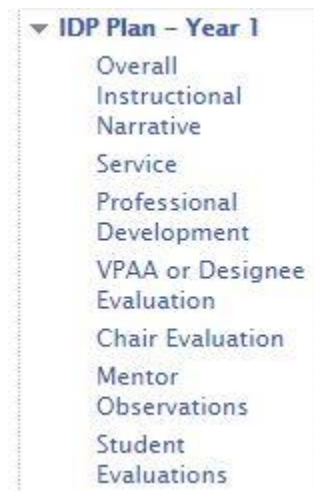 IDP Plan – Year 1
Overall
Instructional
Narrative
Service
Professional
Development
VPAA or Designee
Evaluation
Chair Evaluation
Mentor
Observations
Student
Evaluations